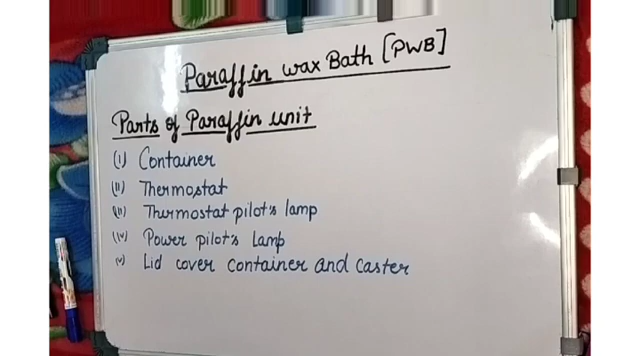 Paraffin wax Bath [PWB]
Parts of Paraffin unit
(I) Container
(II) Thermostat
(III) Thermostat pilot's lamp
(IV) Power pilot's Lamp
(V) Lid cover container and caster